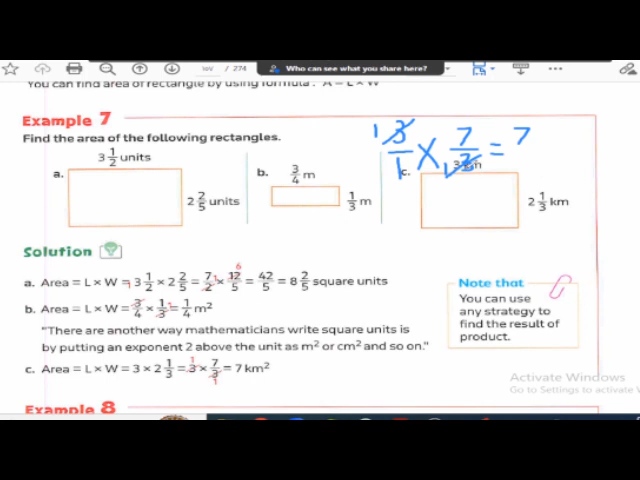 / 274
Who can see what you share here?
You can find area of rectangle by using formula: A = L × W
Example 7
Find the area of the following rectangles.
a.
3 1/2 units
2 2/5 units
b.
3/4 m
1/3 m
c.
2 1/3 km
3/1 × 7/3 = 7
Solution
a. Area = L × W = 3 1/2 × 2 2/5 = 7/2 × 12/5 = 42/5 = 8 2/5 square units
b. Area = L × W = 3/4 × 1/3 = 1/4 m²
"There are another way mathematicians write square units is
by putting an exponent 2 above the unit as m² or cm² and so on."
c. Area = L × W = 3 × 2 1/3 = 3 × 7/3 = 7 km²
Note that
You can use
any strategy to
find the result of
product.
Activate Windows
Go to Settings to activate W
Example 8